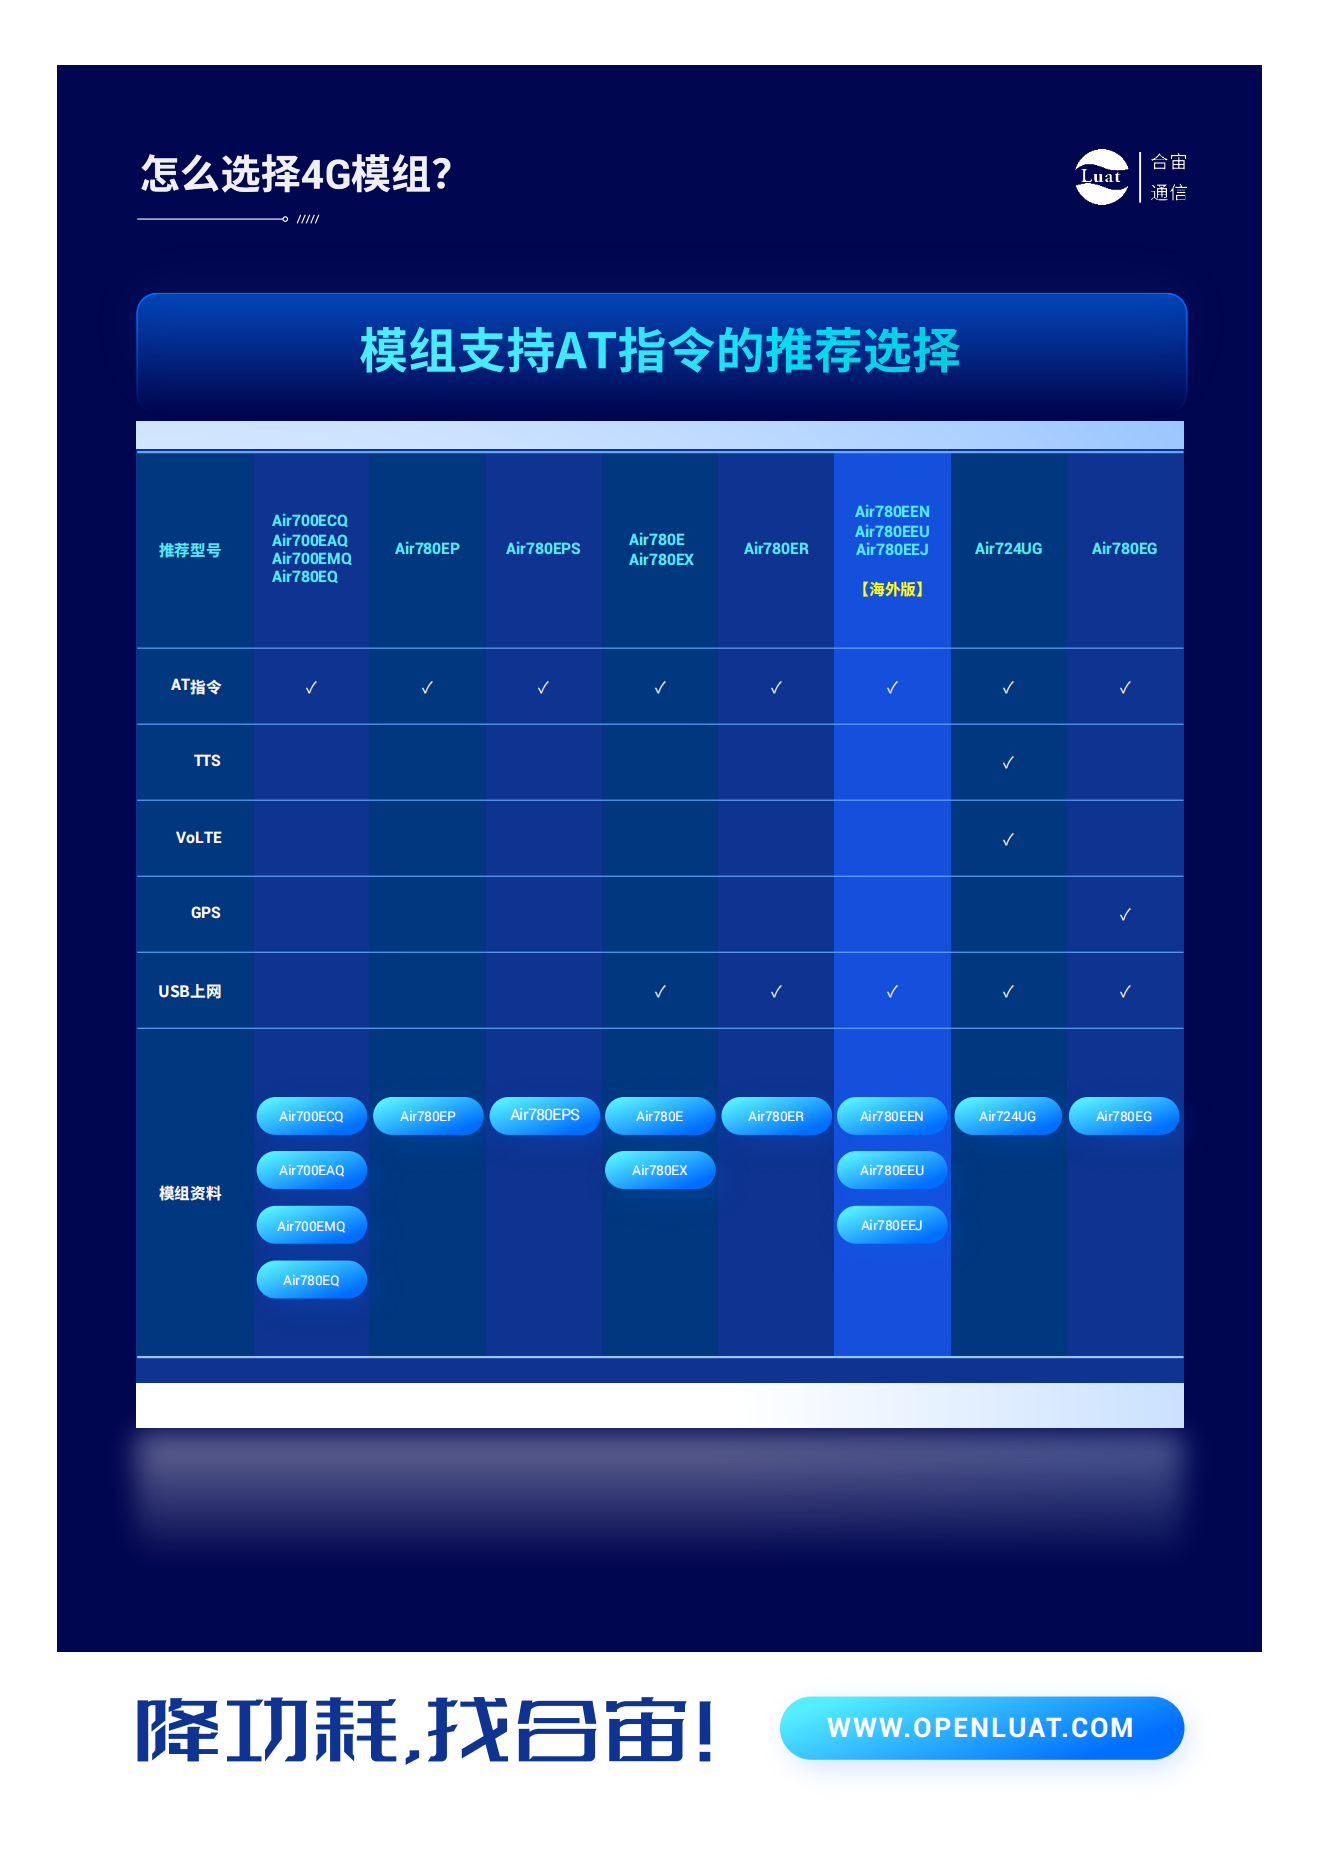 怎么选择4G模组?
Luat
合宙
通信
模组支持AT指令的推荐选择
推荐型号
Air700ECQ
Air700EAQ
Air700EMQ
Air780EQ
Air780EP
Air780EPS
Air780E
Air780EX
Air780ER
Air780EEN
Air780EEU
Air780EEJ
【海外版】
Air724UG
Air780EG
AT指令 ✓ ✓ ✓ ✓ ✓ ✓ ✓ ✓
TTS ✓
VoLTE ✓
GPS ✓
USB上网 ✓ ✓ ✓ ✓ ✓
模组资料
Air700ECQ
Air700EAQ
Air700EMQ
Air780EQ
Air780EP
Air780EPS
Air780E
Air780EX
Air780ER
Air780EEN
Air780EEU
Air780EEJ
Air724UG
Air780EG
降功耗,找合宙!
WWW.OPENLUAT.COM